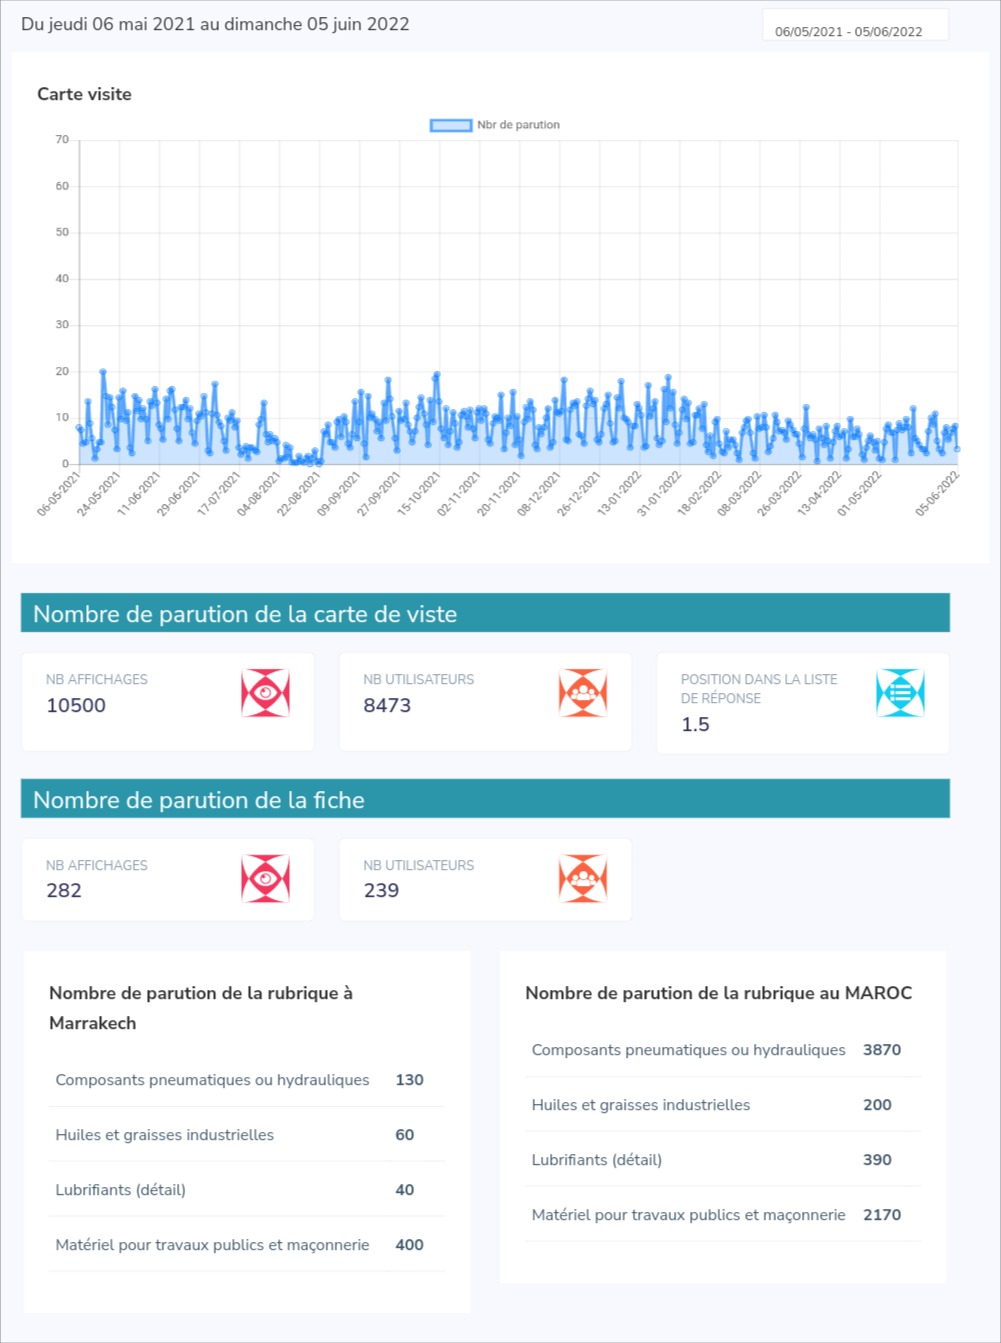 Du jeudi 06 mai 2021 au dimanche 05 juin 2022
06/05/2021 - 05/06/2022
Carte visite
Nbr de parution
70
60
50
40
30
20
10
0
06-05-2021
24-05-2021
11-06-2021
29-06-2021
17-07-2021
04-08-2021
22-08-2021
09-09-2021
27-09-2021
15-10-2021
02-11-2021
20-11-2021
08-12-2021
26-12-2021
13-01-2022
31-01-2022
18-02-2022
08-03-2022
26-03-2022
13-04-2022
01-05-2022
05-06-2022
Nombre de parution de la carte de viste
NB AFFICHAGES
10500
NB UTILISATEURS
8473
POSITION DANS LA LISTE
DE RÉPONSE
1.5
Nombre de parution de la fiche
NB AFFICHAGES
282
NB UTILISATEURS
239
Nombre de parution de la rubrique à
Marrakech
Composants pneumatiques ou hydrauliques 130
Huiles et graisses industrielles 60
Lubrifiants (détail) 40
Matériel pour travaux publics et maçonnerie 400
Nombre de parution de la rubrique au MAROC
Composants pneumatiques ou hydrauliques 3870
Huiles et graisses industrielles 200
Lubrifiants (détail) 390
Matériel pour travaux publics et maçonnerie 2170